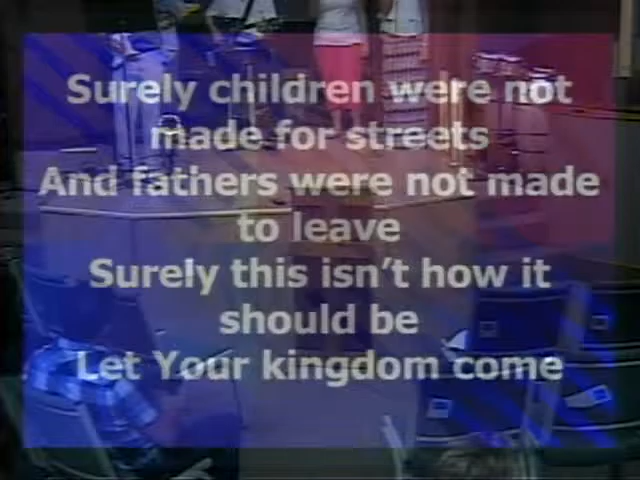 Surely children were not
made for streets
And fathers were not made
to leave
Surely this isn't how it
should be
Let Your kingdom come